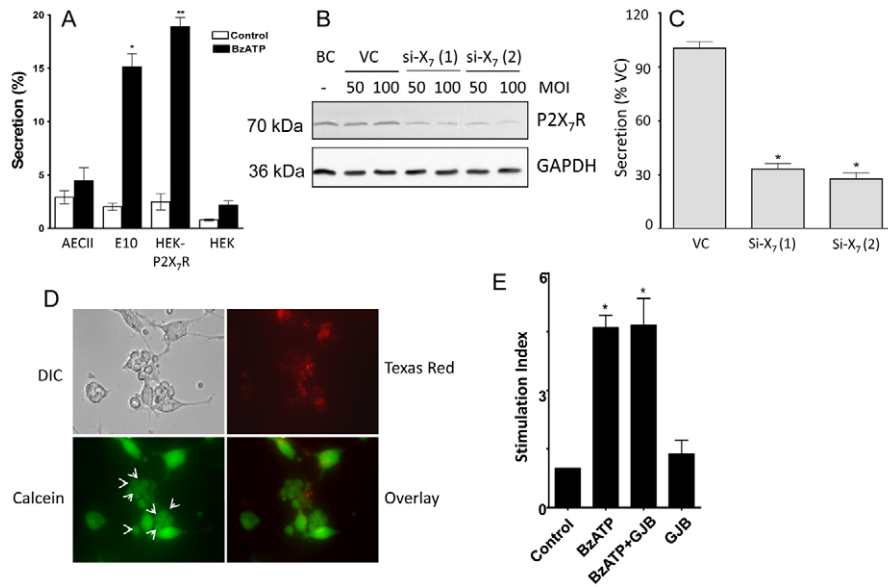 A
Secretion (%)
20
15
10
5
0
Control
BzATP
*
**
AECII
E10
HEK-
P2X₇R
HEK
B
BC VC si-X₇ (1) si-X₇ (2)
- 50 100 50 100 50 100 MOI
70 kDa P2X₇R
36 kDa GAPDH
C
Secretion (% VC)
120
90
60
30
0
*
*
VC
Si-X₇ (1)
Si-X₇ (2)
D
DIC
Texas Red
Calcein
Overlay
E
Stimulation Index
6
3
0
*
*
Control
BzATP
BzATP+GJB
GJB